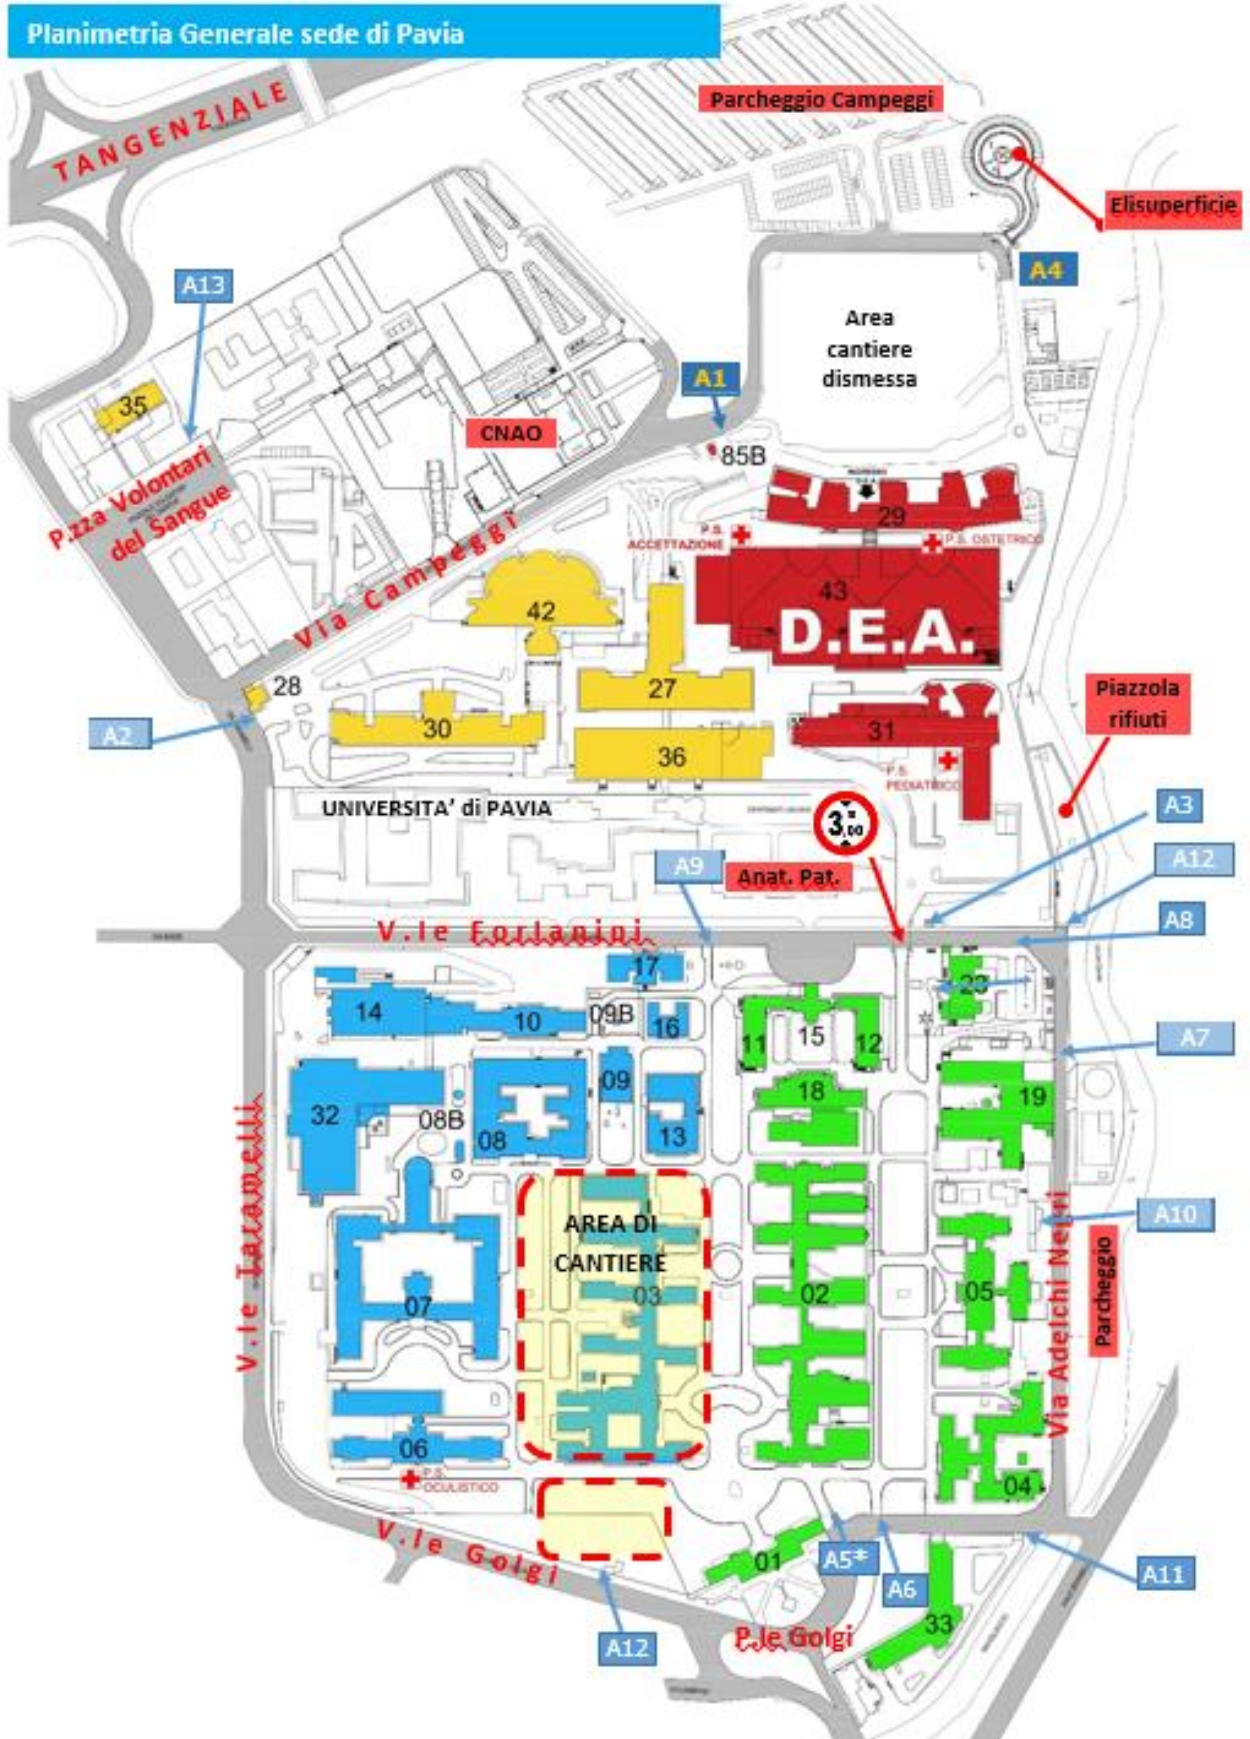 Planimetria Generale sede di Pavia
TANGENZIALE
Parcheggio Campeggi
Elisuperficie
A4
A13
Area
cantiere
dismessa
A1
35
CNAO
85B
P.zza Volontari
del Sangue
Via Campeggi
29
P.S.
ACCETTAZIONE
P.S. OSTETRICO
43
D.E.A.
42
28
27
30
36
31
A2
Piazzola
rifiuti
P.S.
PEDIATRICO
UNIVERSITA' di PAVIA
3,00
A3
A9
Anat. Pat.
A12
A8
V.le Forlanini
17
23
14
10
09B
16
11
15
12
A7
09
18
19
32
08B
08
13
V.le Taramelli
A10
AREA DI
CANTIERE
03
02
05
07
Parcheggio
Via Adelchi Negri
06
P.S.
OCULISTICO
04
V.le Golgi
01
A5*
A6
A11
A12
P.le Golgi
33